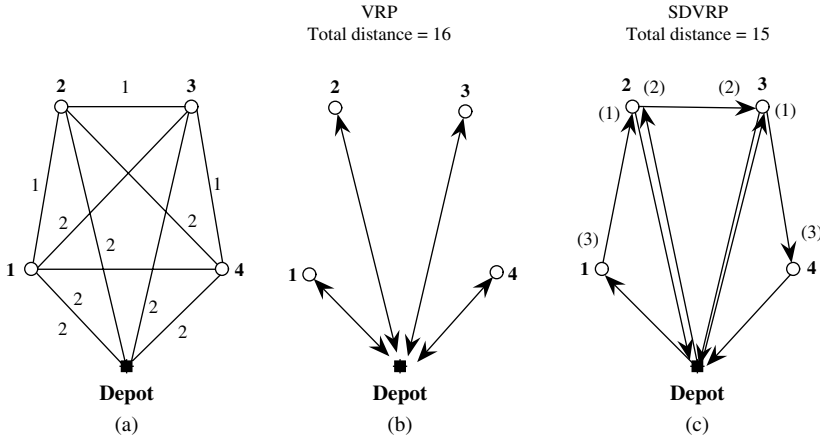 VRP
Total distance = 16
SDVRP
Total distance = 15
2
3
1
1
1
2
2
2
2
2
2
1
4
Depot
(a)
2
3
1
4
Depot
(b)
2
(2)
(2)
3
(1)
(1)
(3)
(3)
1
4
Depot
(c)